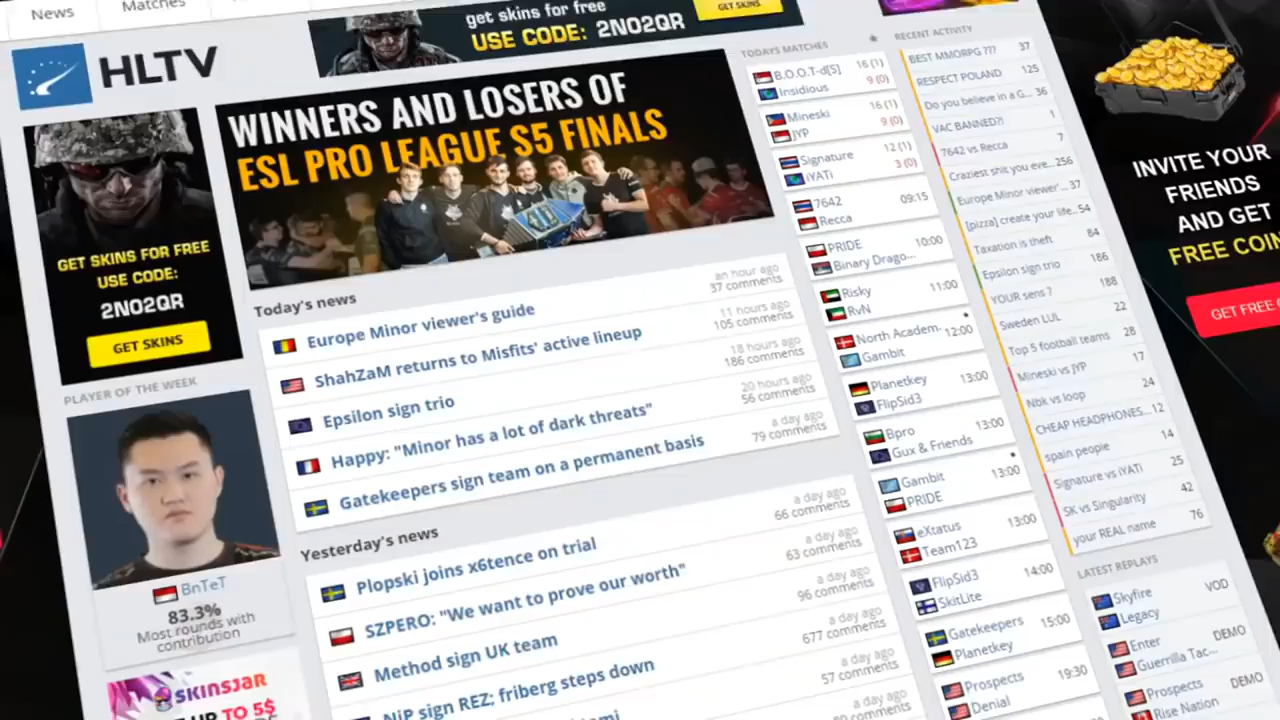 News
Matches
get skins for free
USE CODE: 2NO2QR
GET SKINS
HLTV
GET SKINS FOR FREE
USE CODE:
2NO2QR
GET SKINS
PLAYER OF THE WEEK
BnTeT
83.3%
Most rounds with
contribution
SKINSJAR
UP TO 5$
WINNERS AND LOSERS OF
ESL PRO LEAGUE S5 FINALS
Today's news
Europe Minor viewer's guide
an hour ago
37 comments
ShahZaM returns to Misfits' active lineup
11 hours ago
105 comments
Epsilon sign trio
18 hours ago
186 comments
Happy: "Minor has a lot of dark threats"
20 hours ago
56 comments
Gatekeepers sign team on a permanent basis
a day ago
79 comments
Yesterday's news
Plopski joins x6tence on trial
a day ago
66 comments
SZPERO: "We want to prove our worth"
a day ago
63 comments
Method sign UK team
a day ago
96 comments
NiP sign REZ; friberg steps down
a day ago
677 comments
a day ago
57 comments
a day ago
TODAYS MATCHES
B.O.O.T-d[S] 16 (1)
Insidious 9 (0)
Mineski 16 (1)
JYP 9 (0)
Signature 12 (1)
iYATi 3 (0)
7642
Recca
09:15
PRIDE
Binary Drago...
10:00
Risky
RvN
11:00
North Academ.
Gambit
12:00
Planetkey
FlipSid3
13:00
Bpro
Gux & Friends
13:00
Gambit
PRIDE
13:00
eXtatus
Team123
13:00
FlipSid3
SkitLite
14:00
Gatekeepers
Planetkey
15:00
Prospects
Denial
19:30
RECENT ACTIVITY
BEST MMORPG ??? 37
RESPECT POLAND 125
Do you believe in a G... 36
VAC BANNED?! 1
7642 vs Recca 7
Craziest shit you eve... 256
Europe Minor viewer'... 37
[pizza] create your life... 54
Taxation is theft 84
Epsilon sign trio 186
YOUR sens ? 188
Sweden LUL 22
Top 5 football teams 28
Mineski vs JYP 17
Nbk vs loop 24
CHEAP HEADPHONES... 12
spain people 14
Signature vs iYATi 25
SK vs Singularity 42
your REAL name 76
LATEST REPLAYS
Skyfire
Legacy
VOD
Enter
Guerrilla Tac...
DEMO
Prospects
Rise Nation
DEMO
INVITE YOUR
FRIENDS
AND GET
FREE COIN
GET FREE